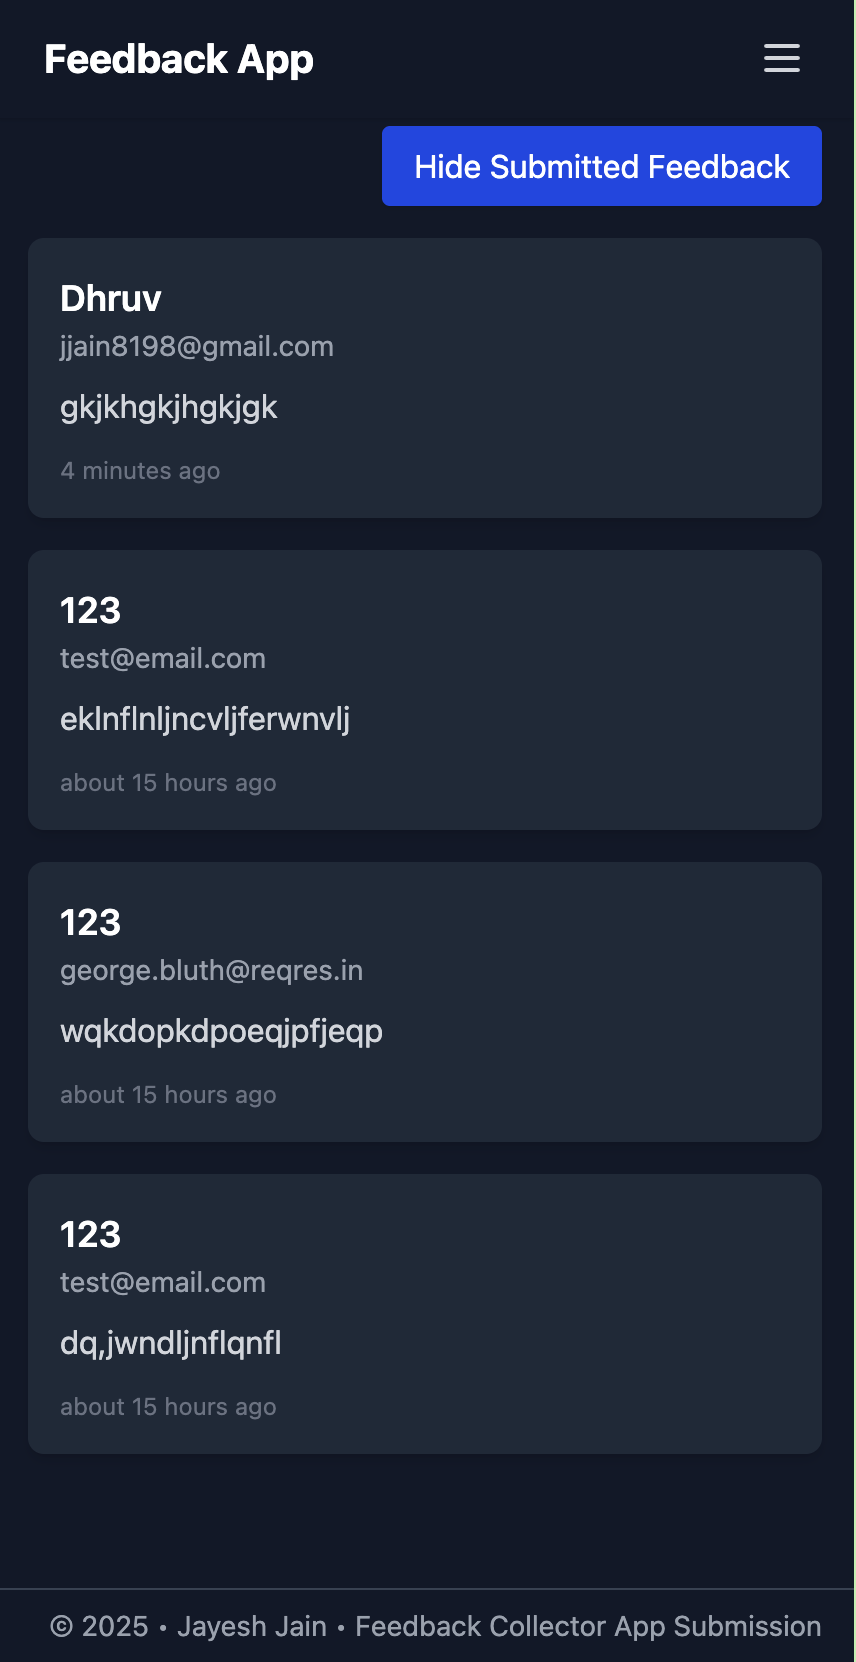 Feedback App
Hide Submitted Feedback
Dhruv
jjain8198@gmail.com
gkjkhgkjhgkjgk
4 minutes ago
123
test@email.com
eklnflnljncvljferwnvlj
about 15 hours ago
123
george.bluth@reqres.in
wqkdopkdpoeqjpfjeqp
about 15 hours ago
123
test@email.com
dq,jwndljnflqnfl
about 15 hours ago
© 2025 • Jayesh Jain • Feedback Collector App Submission